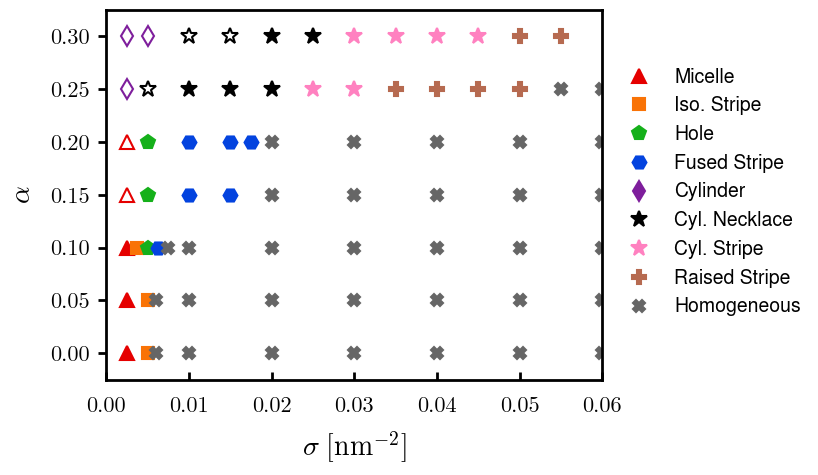 0.30
0.25
0.20
0.15
0.10
0.05
0.00
α
0.00 0.01 0.02 0.03 0.04 0.05 0.06
σ [nm⁻²]
Micelle
Iso. Stripe
Hole
Fused Stripe
Cylinder
Cyl. Necklace
Cyl. Stripe
Raised Stripe
Homogeneous